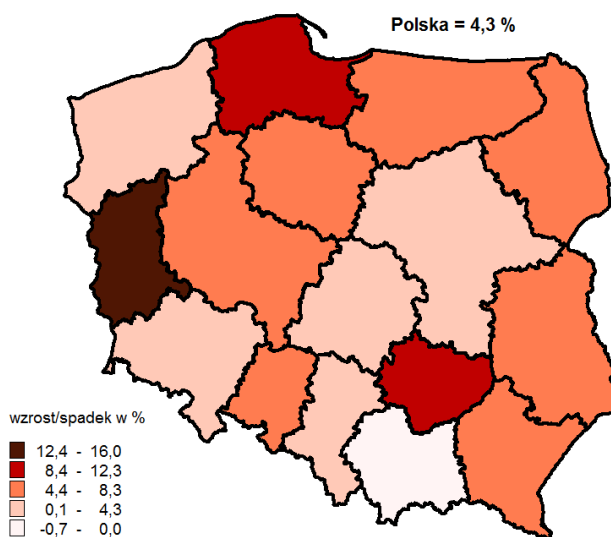 Polska = 4,3 %
wzrost/spadek w %
12,4 - 16,0
8,4 - 12,3
4,4 - 8,3
0,1 - 4,3
-0,7 - 0,0